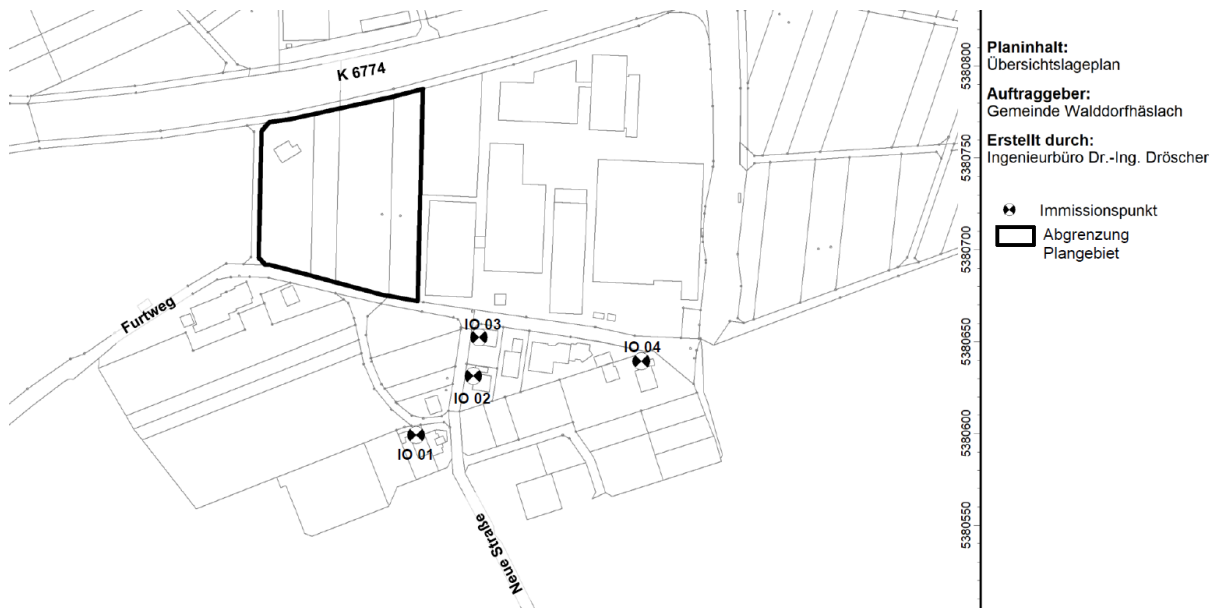 K 6774
Furtweg
IO 03
IO 04
IO 02
IO 01
Neue Straße
5380800
5380750
5380700
5380650
5380600
5380550
Planinhalt:
Übersichtslageplan
Auftraggeber:
Gemeinde Walddorfhäslach
Erstellt durch:
Ingenieurbüro Dr.-Ing. Dröscher
Immissionspunkt
Abgrenzung
Plangebiet